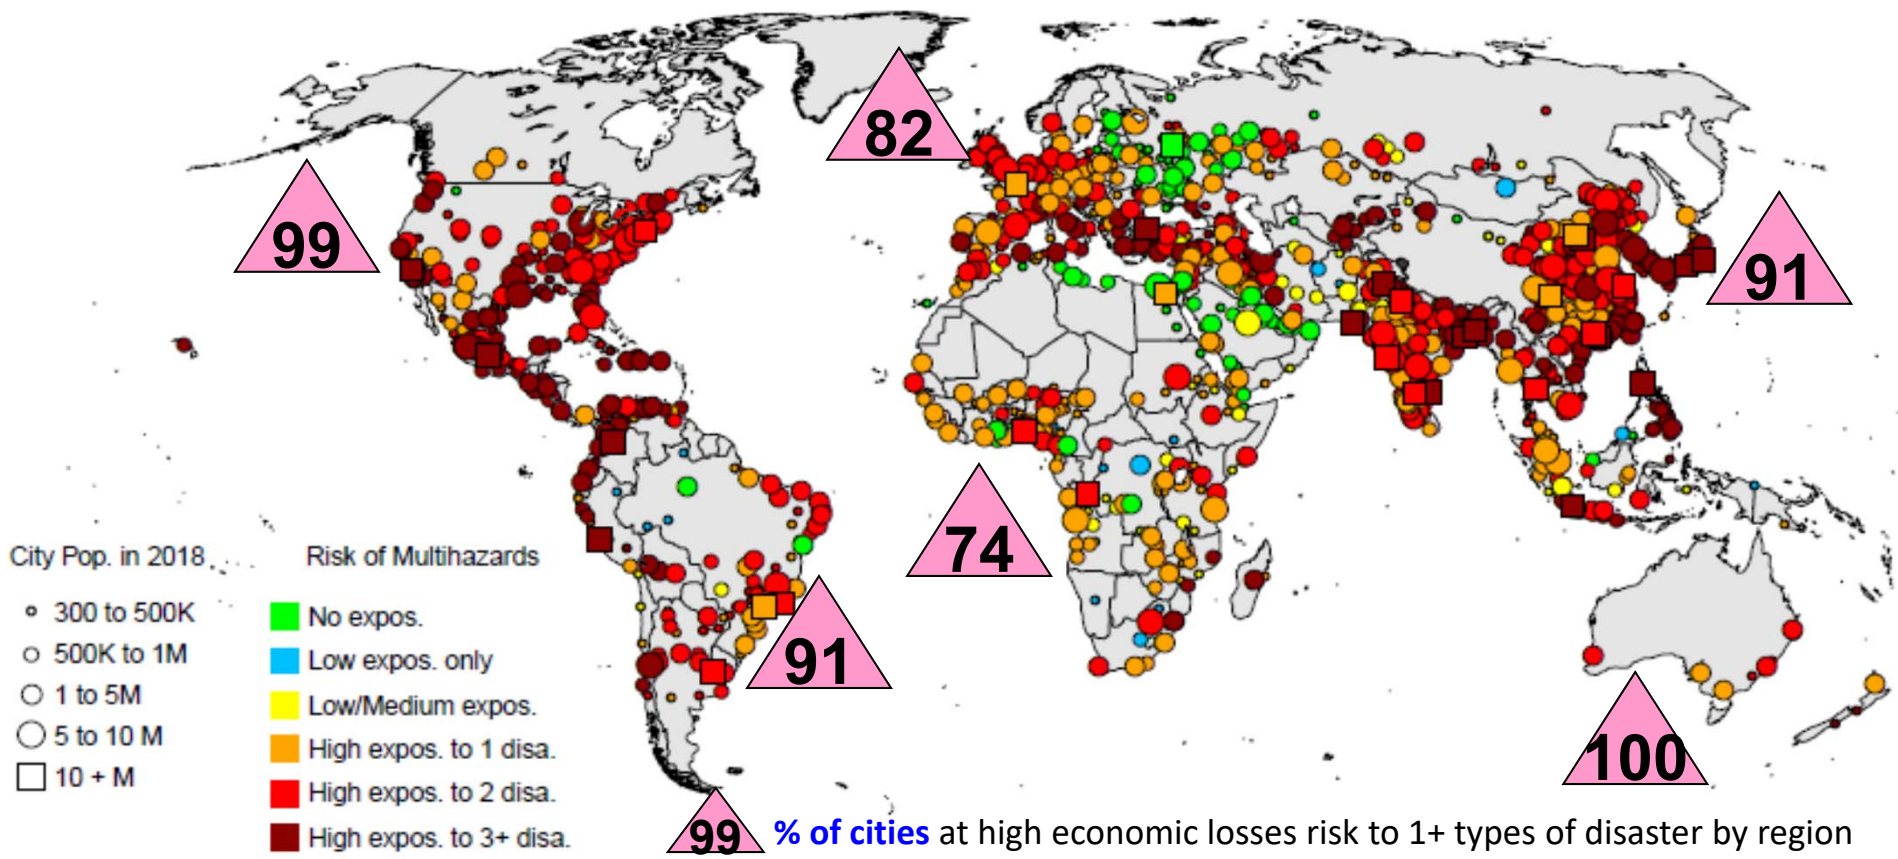 82
99
91
74
91
100
City Pop. in 2018
300 to 500K
500K to 1M
1 to 5M
5 to 10 M
10 + M
Risk of Multihazards
No expos.
Low expos. only
Low/Medium expos.
High expos. to 1 disa.
High expos. to 2 disa.
High expos. to 3+ disa.
99 % of cities at high economic losses risk to 1+ types of disaster by region